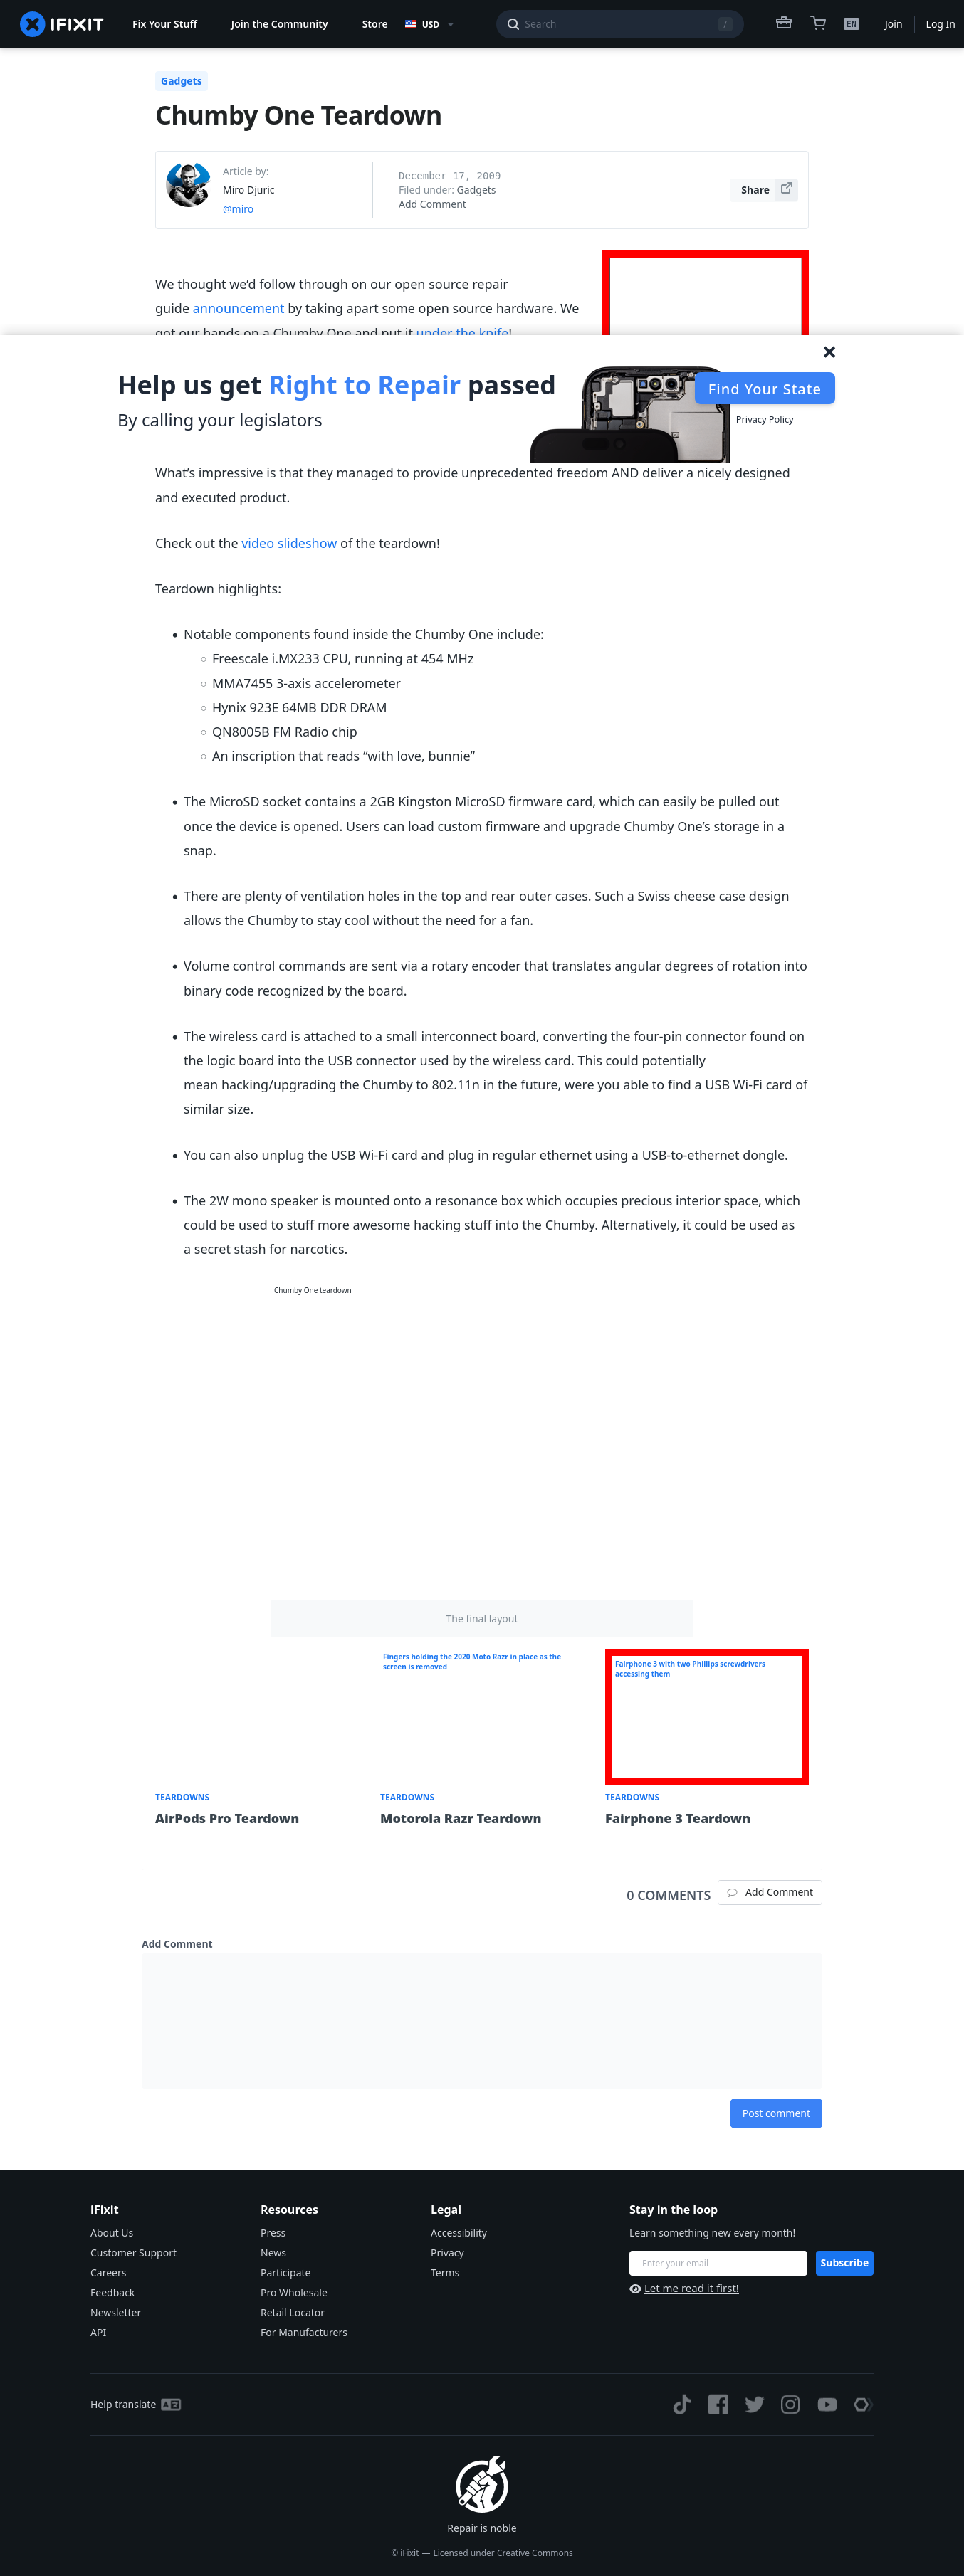 IFIXIT
Fix Your Stuff
Join the Community
Store
USD
Search
/
EN
Join
Log In
Gadgets
Chumby One Teardown
Article by:
Miro Djuric
@miro
December 17, 2009
Filed under: Gadgets
Add Comment
Share
We thought we’d follow through on our open source repair
guide announcement by taking apart some open source hardware. We
got our hands on a Chumby One and put it under the knife!
Help us get Right to Repair passed
By calling your legislators
Find Your State
Privacy Policy
What’s impressive is that they managed to provide unprecedented freedom AND deliver a nicely designed
and executed product.
Check out the video slideshow of the teardown!
Teardown highlights:
Notable components found inside the Chumby One include:
Freescale i.MX233 CPU, running at 454 MHz
MMA7455 3-axis accelerometer
Hynix 923E 64MB DDR DRAM
QN8005B FM Radio chip
An inscription that reads “with love, bunnie”
The MicroSD socket contains a 2GB Kingston MicroSD firmware card, which can easily be pulled out
once the device is opened. Users can load custom firmware and upgrade Chumby One’s storage in a
snap.
There are plenty of ventilation holes in the top and rear outer cases. Such a Swiss cheese case design
allows the Chumby to stay cool without the need for a fan.
Volume control commands are sent via a rotary encoder that translates angular degrees of rotation into
binary code recognized by the board.
The wireless card is attached to a small interconnect board, converting the four-pin connector found on
the logic board into the USB connector used by the wireless card. This could potentially
mean hacking/upgrading the Chumby to 802.11n in the future, were you able to find a USB Wi-Fi card of
similar size.
You can also unplug the USB Wi-Fi card and plug in regular ethernet using a USB-to-ethernet dongle.
The 2W mono speaker is mounted onto a resonance box which occupies precious interior space, which
could be used to stuff more awesome hacking stuff into the Chumby. Alternatively, it could be used as
a secret stash for narcotics.
Chumby One teardown
The final layout
Fingers holding the 2020 Moto Razr in place as the
screen is removed
Fairphone 3 with two Phillips screwdrivers
accessing them
TEARDOWNS
AirPods Pro Teardown
TEARDOWNS
Motorola Razr Teardown
TEARDOWNS
Fairphone 3 Teardown
0 COMMENTS
Add Comment
Add Comment
Post comment
iFixit
About Us
Customer Support
Careers
Feedback
Newsletter
API
Resources
Press
News
Participate
Pro Wholesale
Retail Locator
For Manufacturers
Legal
Accessibility
Privacy
Terms
Stay in the loop
Learn something new every month!
Enter your email
Subscribe
Let me read it first!
Help translate
Repair is noble
© iFixit — Licensed under Creative Commons